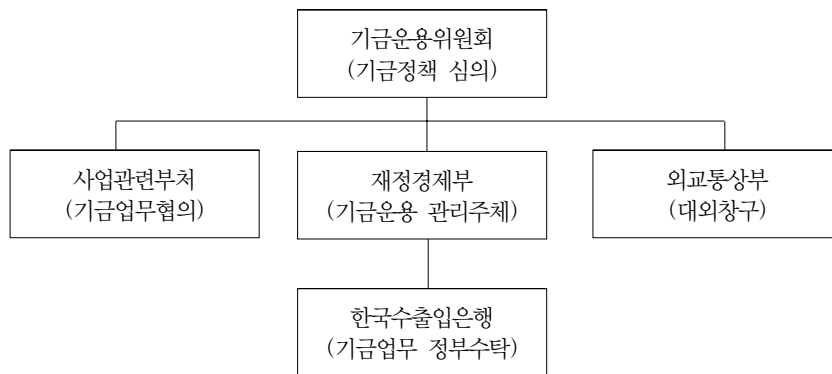 기금운용위원회
(기금정책 심의)
사업관련부처
(기금업무협의)
재정경제부
(기금운용 관리주체)
외교통상부
(대외창구)
한국수출입은행
(기금업무 정부수탁)